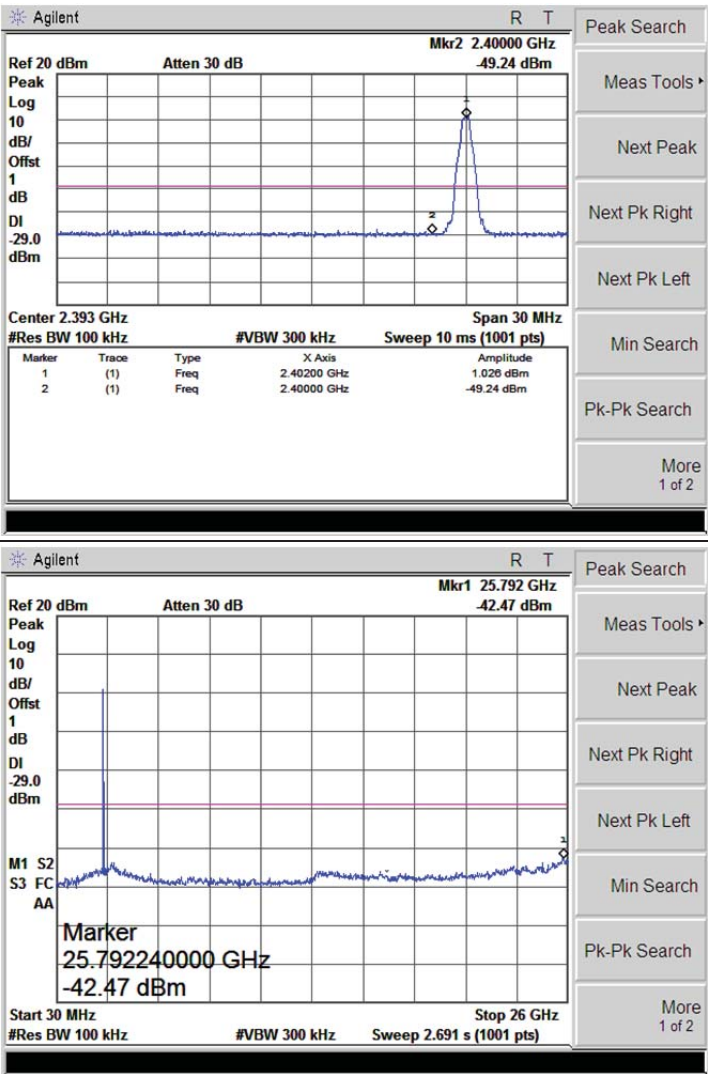 Agilent R T
Peak Search
Mkr2 2.40000 GHz
Ref 20 dBm Atten 30 dB -49.24 dBm
Peak
Log
10
dB/
Offst
1
dB
DI
-29.0
dBm
1
2
Center 2.393 GHz Span 30 MHz
#Res BW 100 kHz #VBW 300 kHz Sweep 10 ms (1001 pts)
Marker Trace Type X Axis Amplitude
1 (1) Freq 2.40200 GHz 1.026 dBm
2 (1) Freq 2.40000 GHz -49.24 dBm
Meas Tools
Next Peak
Next Pk Right
Next Pk Left
Min Search
Pk-Pk Search
More
1 of 2
Agilent R T
Peak Search
Mkr1 25.792 GHz
Ref 20 dBm Atten 30 dB -42.47 dBm
Peak
Log
10
dB/
Offst
1
dB
DI
-29.0
dBm
1
M1 S2
S3 FC
AA
Marker
25.792240000 GHz
-42.47 dBm
Start 30 MHz Stop 26 GHz
#Res BW 100 kHz #VBW 300 kHz Sweep 2.691 s (1001 pts)
Meas Tools
Next Peak
Next Pk Right
Next Pk Left
Min Search
Pk-Pk Search
More
1 of 2